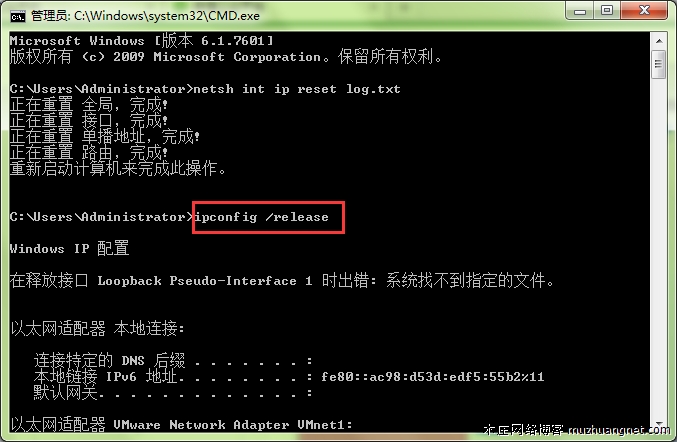 管理员: C:\Windows\system32\CMD.exe
Microsoft Windows [版本 6.1.7601]
版权所有 (c) 2009 Microsoft Corporation。保留所有权利。
C:\Users\Administrator>netsh int ip reset log.txt
正在重置 全局，完成!
正在重置 接口，完成!
正在重置 单播地址，完成!
正在重置 路由，完成!
重新启动计算机来完成此操作。
C:\Users\Administrator>ipconfig /release
Windows IP 配置
在释放接口 Loopback Pseudo-Interface 1 时出错: 系统找不到指定的文件。
以太网适配器 本地连接:
连接特定的 DNS 后缀 . . . . . . . :
本地链接 IPv6 地址. . . . . . . . : fe80::ac98:d53d:edf5:55b2%11
默认网关. . . . . . . . . . . . . :
以太网适配器 VMware Network Adapter VMnet1:
木庄网络博客 muzhuangnet.com